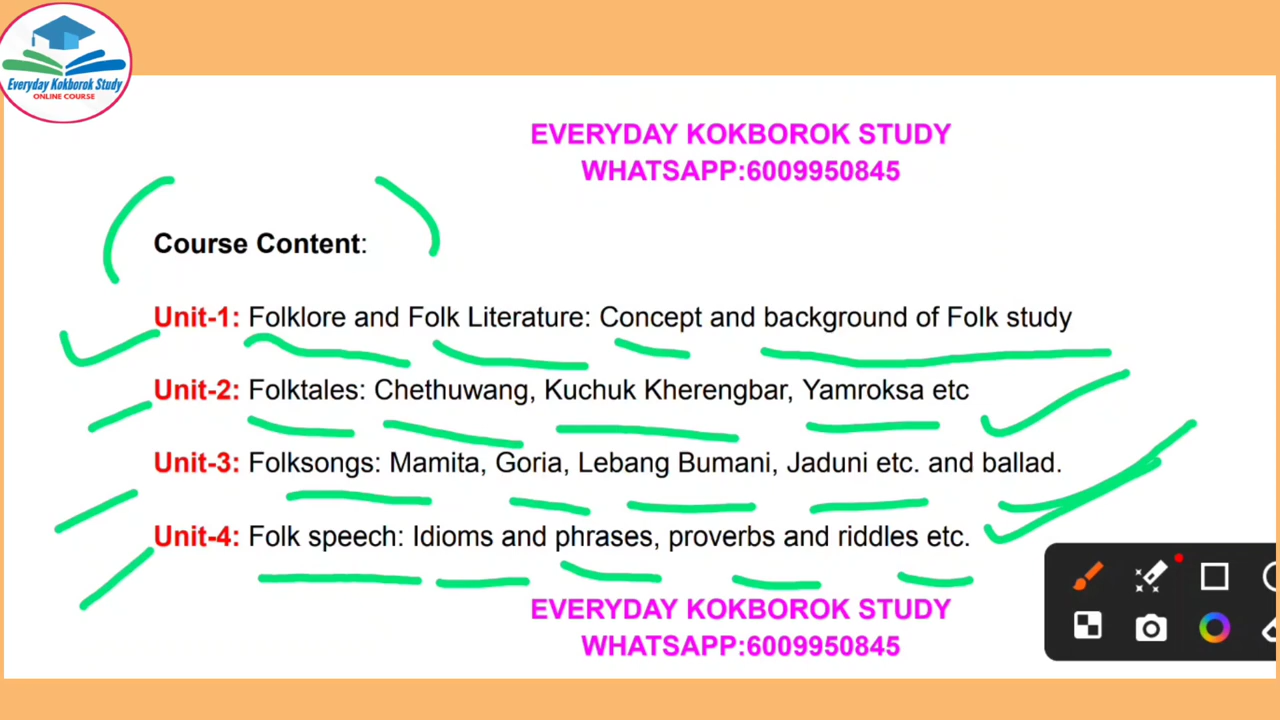 Everyday Kokborok Study
ONLINE COURSE
EVERYDAY KOKBOROK STUDY
WHATSAPP:6009950845
Course Content:
Unit-1: Folklore and Folk Literature: Concept and background of Folk study
Unit-2: Folktales: Chethuwang, Kuchuk Kherengbar, Yamroksa etc
Unit-3: Folksongs: Mamita, Goria, Lebang Bumani, Jaduni etc. and ballad.
Unit-4: Folk speech: Idioms and phrases, proverbs and riddles etc.
EVERYDAY KOKBOROK STUDY
WHATSAPP:6009950845